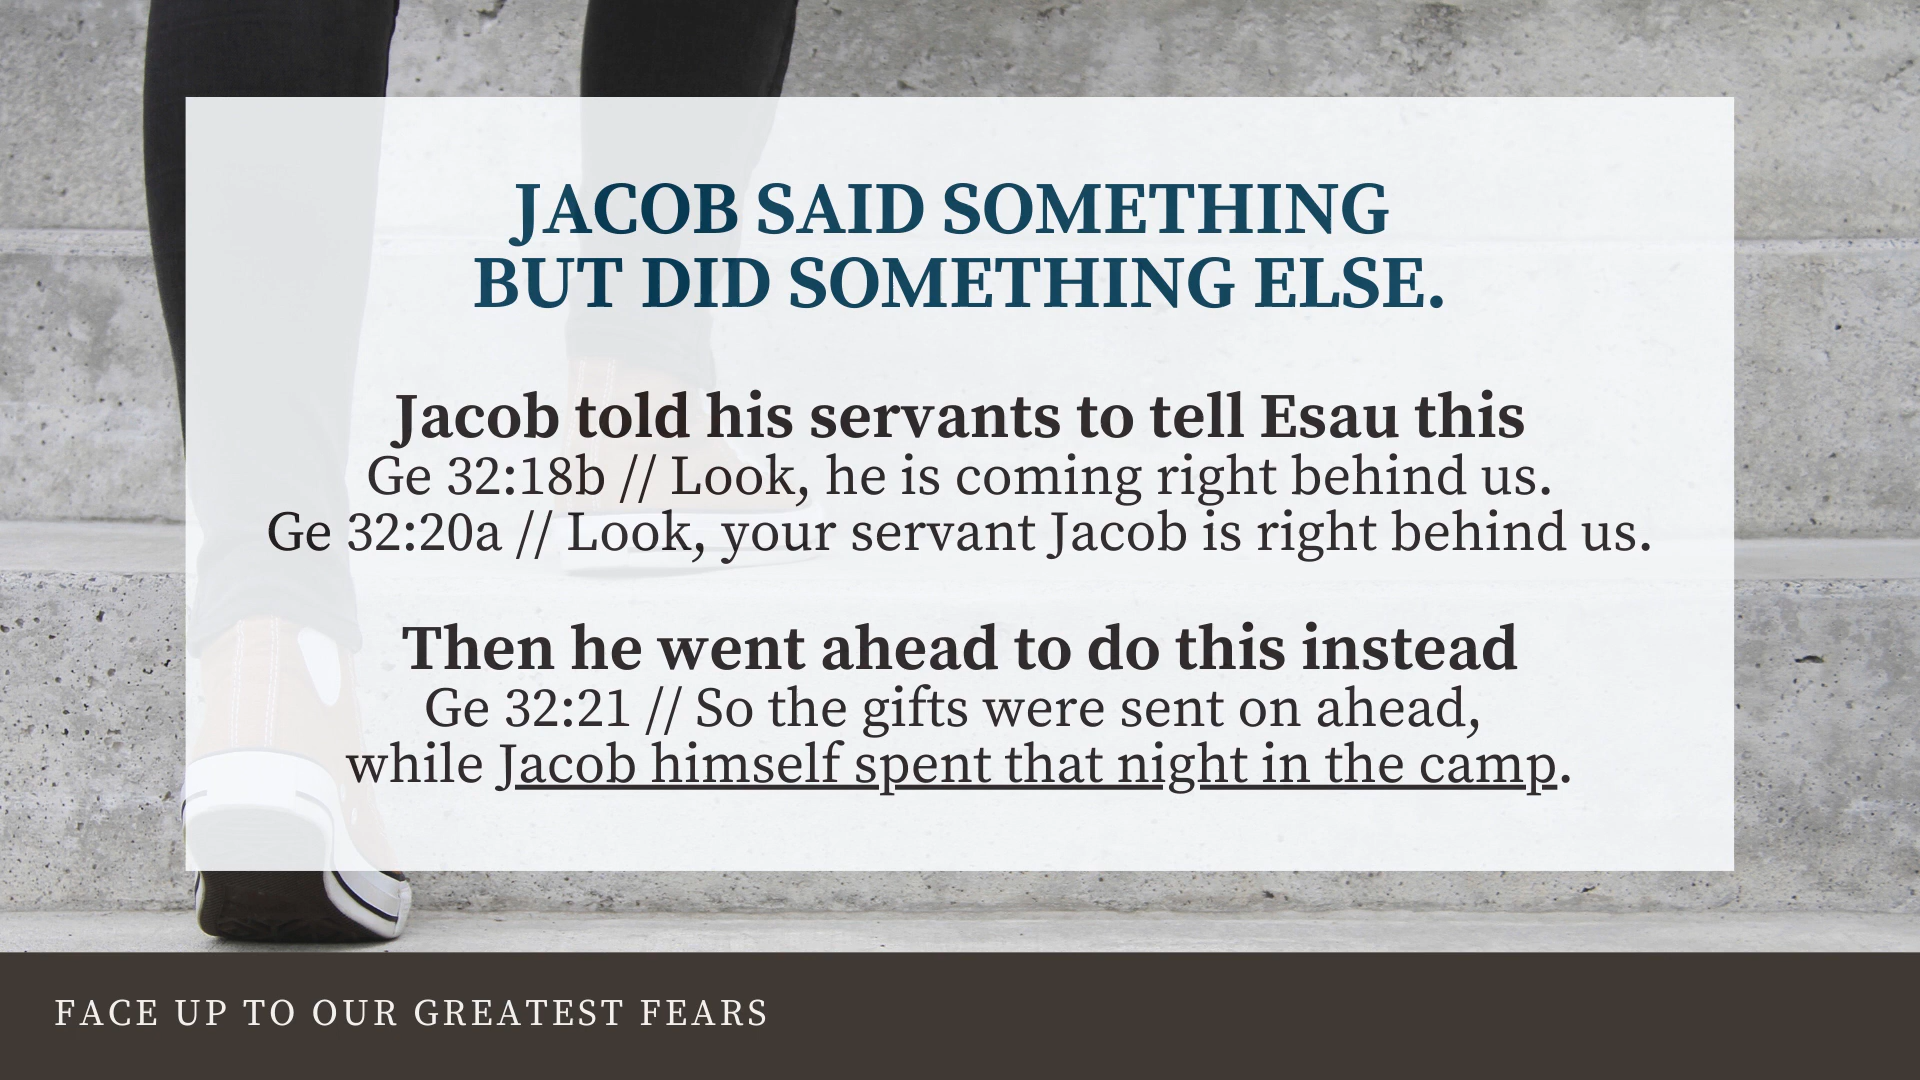 JACOB SAID SOMETHING
BUT DID SOMETHING ELSE.
Jacob told his servants to tell Esau this
Ge 32:18b // Look, he is coming right behind us.
Ge 32:20a // Look, your servant Jacob is right behind us.
Then he went ahead to do this instead
Ge 32:21 // So the gifts were sent on ahead,
while Jacob himself spent that night in the camp.
FACE UP TO OUR GREATEST FEARS